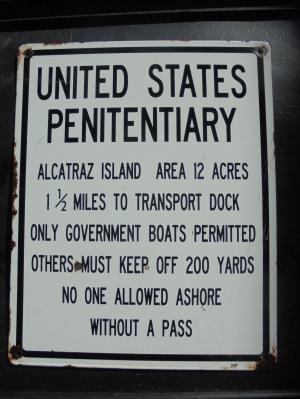 UNITED STATES
PENITENTIARY
ALCATRAZ ISLAND AREA 12 ACRES
1 1/2 MILES TO TRANSPORT DOCK
ONLY GOVERNMENT BOATS PERMITTED
OTHERS MUST KEEP OFF 200 YARDS
NO ONE ALLOWED ASHORE
WITHOUT A PASS